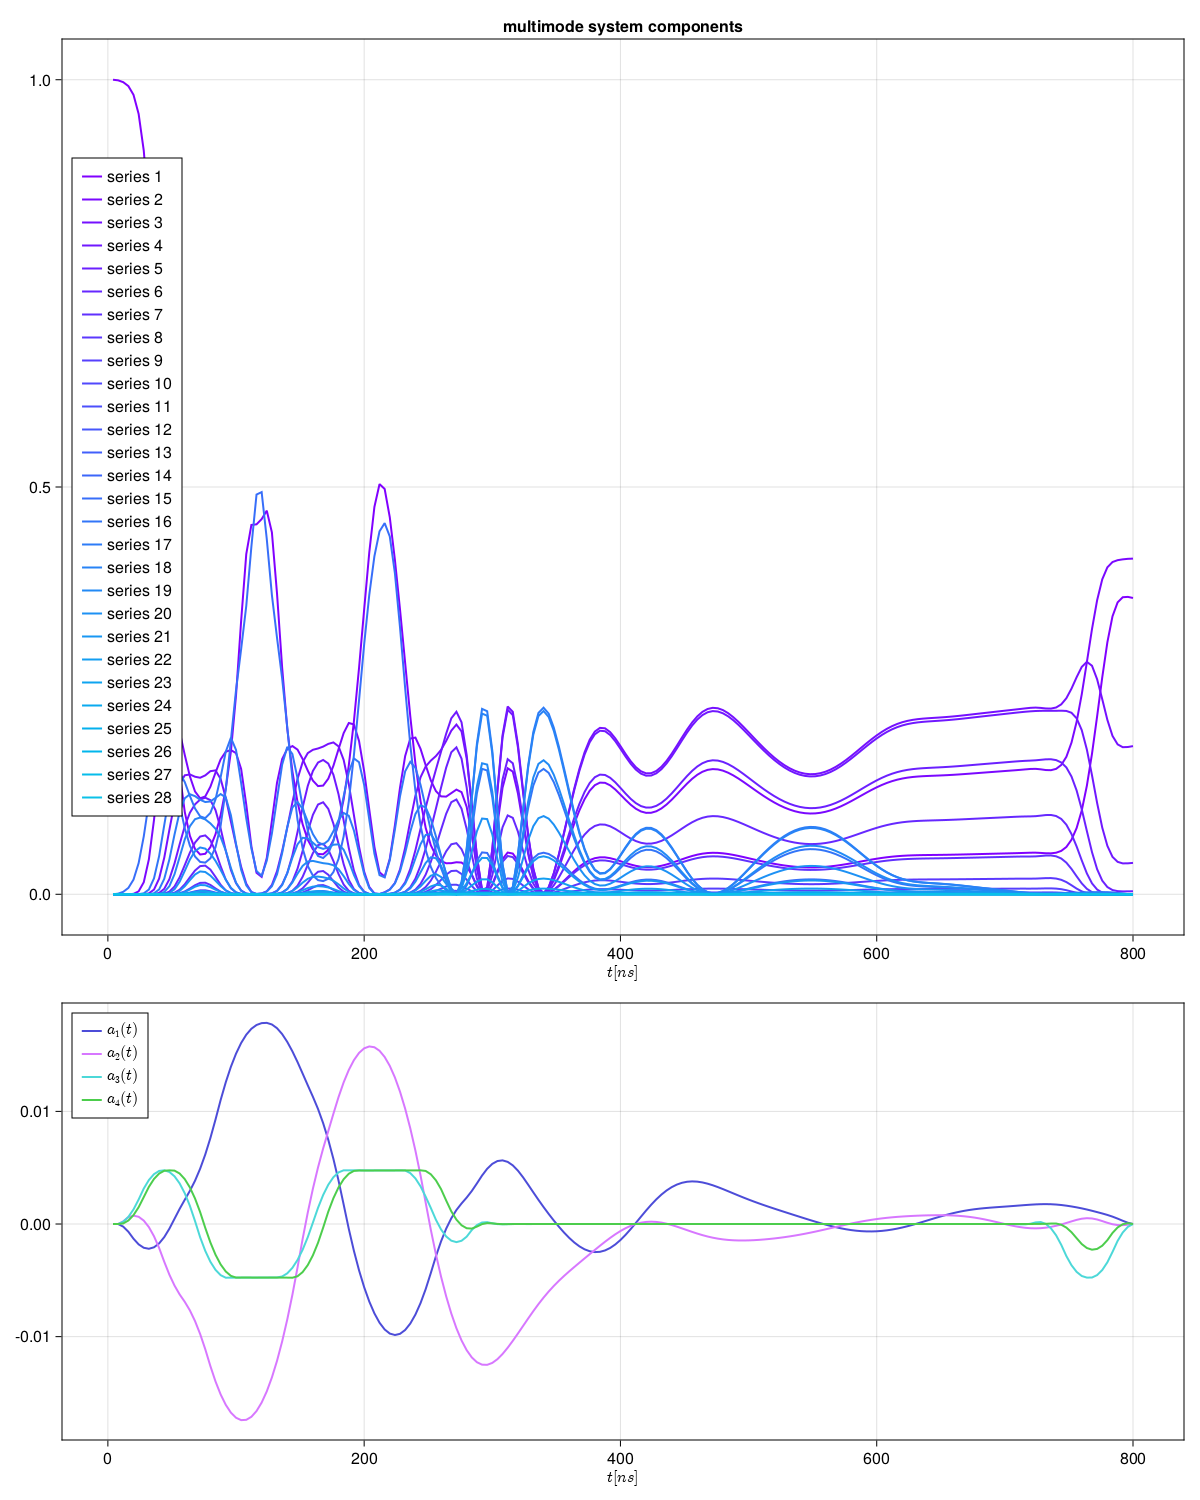 multimode system components
1.0
0.5
0.0
series 1
series 2
series 3
series 4
series 5
series 6
series 7
series 8
series 9
series 10
series 11
series 12
series 13
series 14
series 15
series 16
series 17
series 18
series 19
series 20
series 21
series 22
series 23
series 24
series 25
series 26
series 27
series 28
0 200 400 600 800
t[ns]
a₁(t)
a₂(t)
a₃(t)
a₄(t)
0.01
0.00
-0.01
0 200 400 600 800
t[ns]